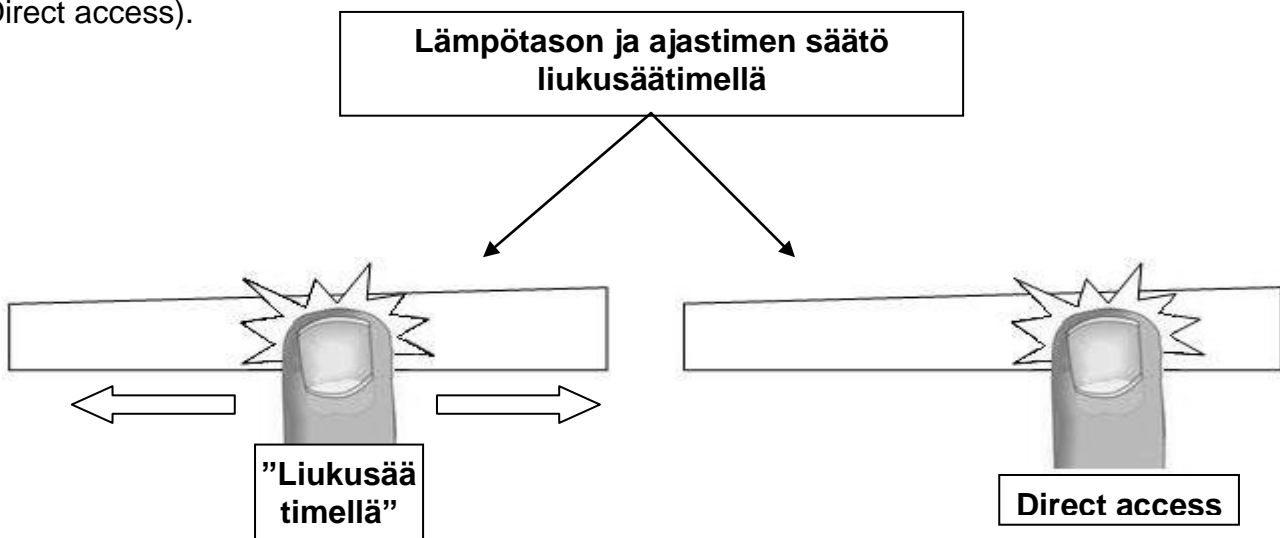 Direct access).
Lämpötason ja ajastimen säätö
liukusäätimellä
”Liukusää
timellä”
Direct access